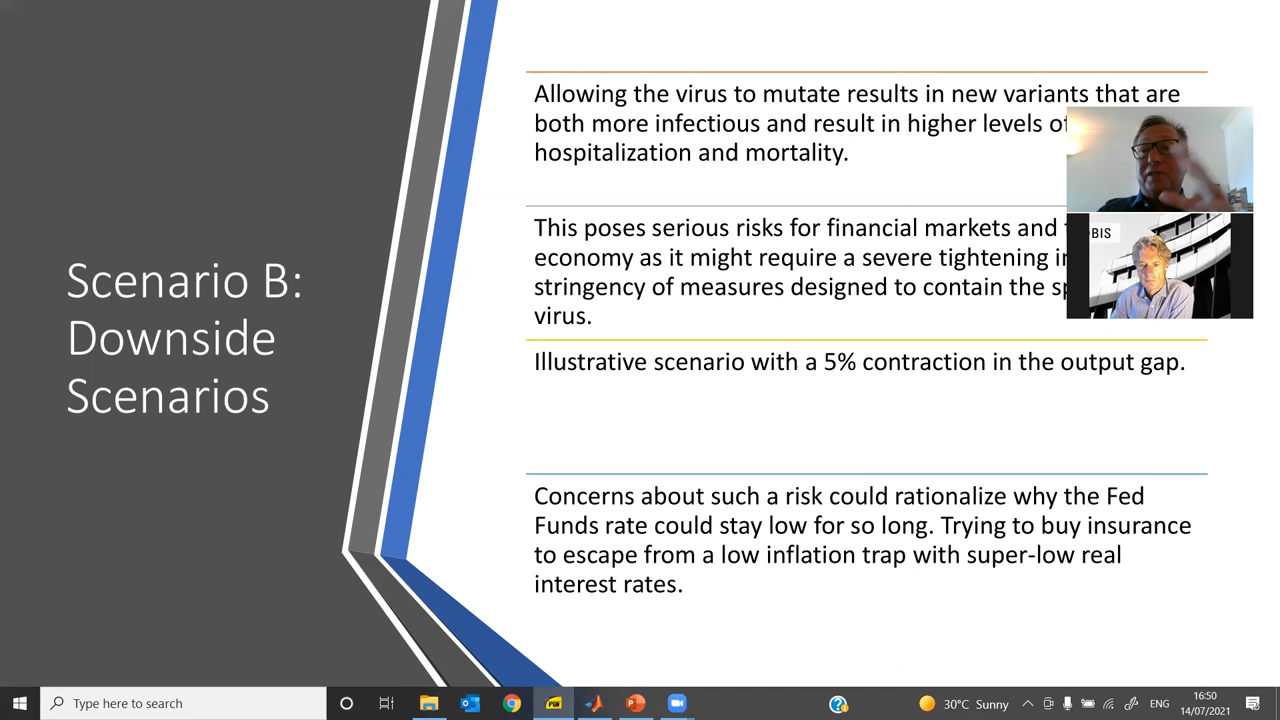 Scenario B:
Downside
Scenarios
Allowing the virus to mutate results in new variants that are
both more infectious and result in higher levels of
hospitalization and mortality.
This poses serious risks for financial markets and
economy as it might require a severe tightening in
stringency of measures designed to contain the
virus.
Illustrative scenario with a 5% contraction in the output gap.
Concerns about such a risk could rationalize why the Fed
Funds rate could stay low for so long. Trying to buy insurance
to escape from a low inflation trap with super-low real
interest rates.
BIS
Type here to search
30°C Sunny
ENG
16:50
14/07/2021